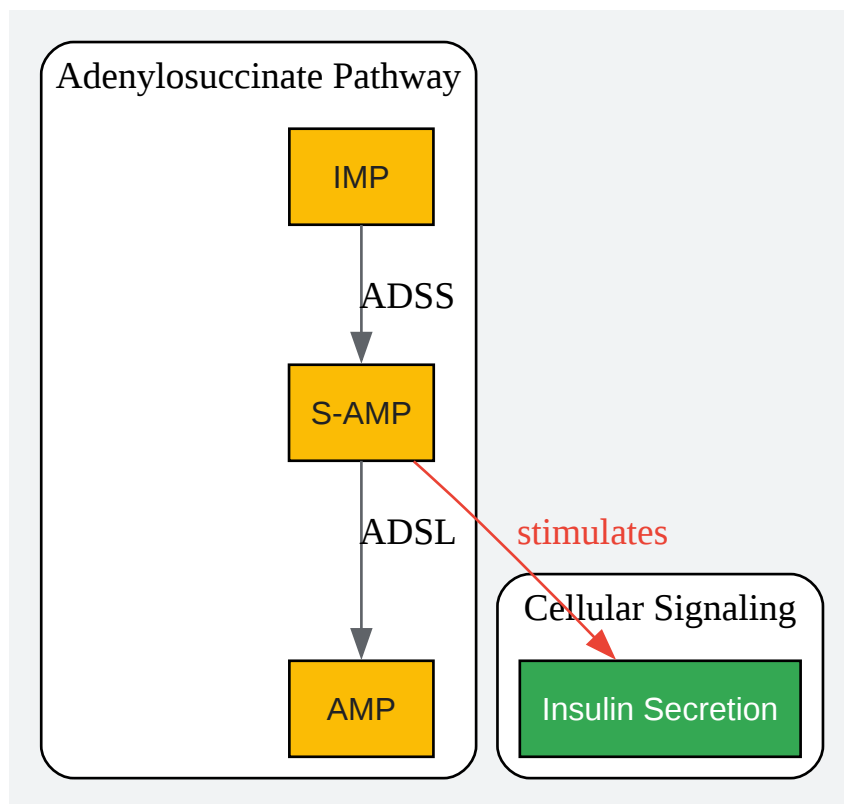 Adenylosuccinate Pathway
IMP
ADSS
S-AMP
ADSL
stimulates
Cellular Signaling
AMP
Insulin Secretion